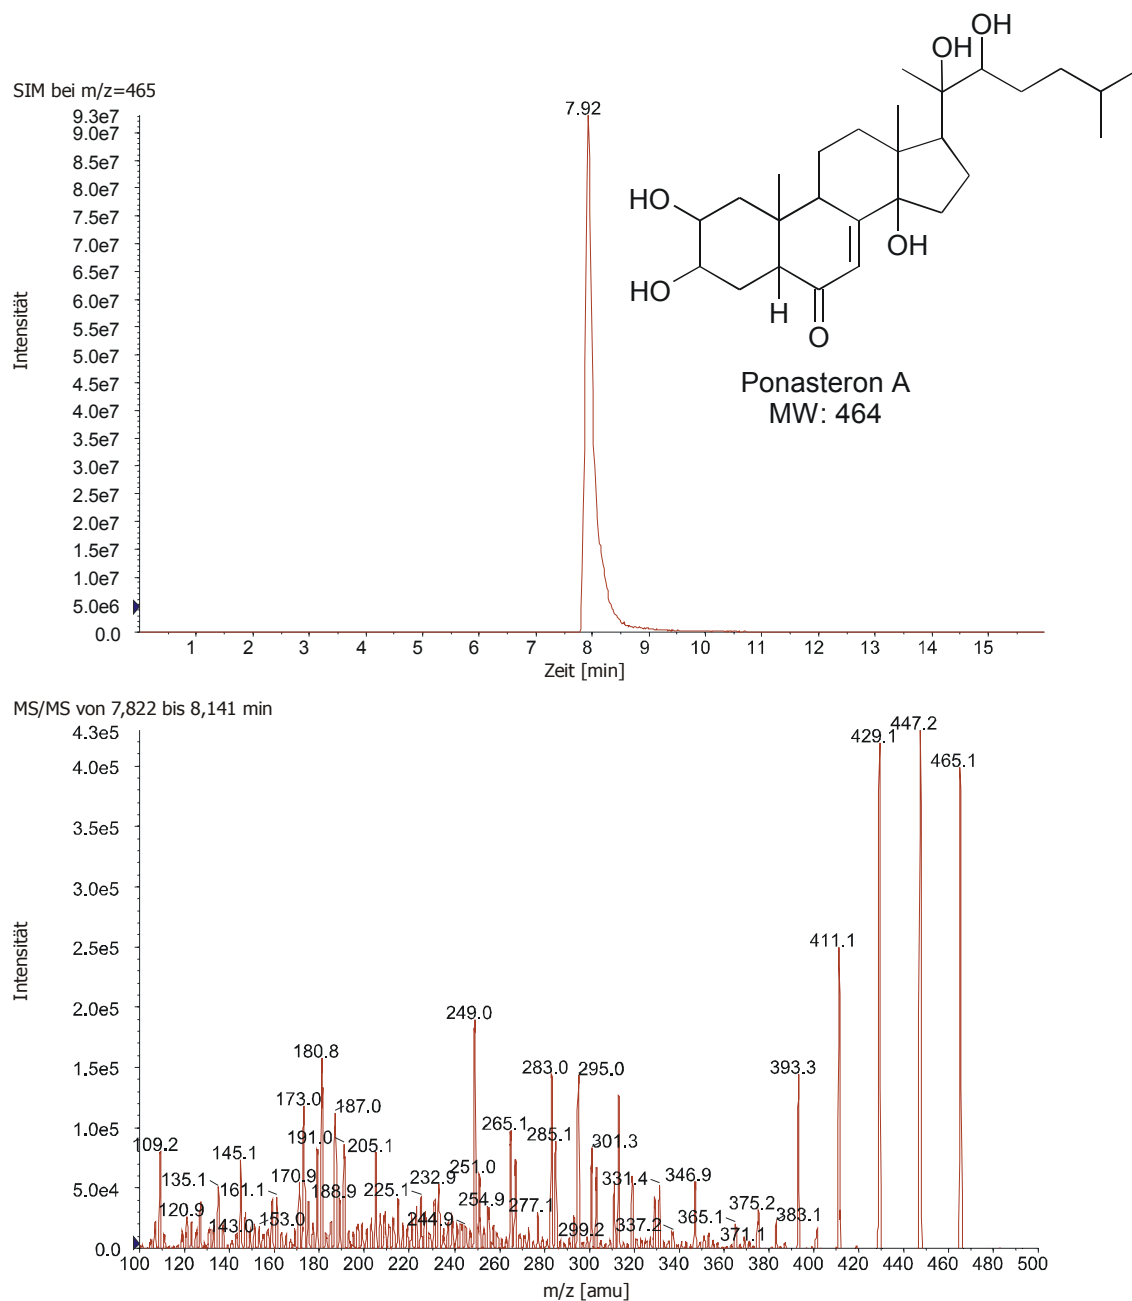 OH
OH
SIM bei m/z=465
9.3e7
7.92
9.0e7
8.5e7
8.0e7
7.5e7
HO
7.0e7
OH
6.5e7
HO
6.0e7
H
5.5e7
O
5.0e7
Intensität
4.5e7
Ponasteron A
4.0e7
MW: 464
3.5e7
3.0e7
2.5e7
2.0e7
1.5e7
1.0e7
5.0e6
0.0
1 2 3 4 5 6 7 8 9 10 11 12 13 14 15
Zeit [min]
MS/MS von 7,822 bis 8,141 min
4.3e5
447.2
429.1
465.1
4.0e5
3.5e5
3.0e5
2.5e5
411.1
Intensität
2.0e5
249.0
1.5e5
180.8
283.0
295.0
393.3
173.0
187.0
1.0e5
109.2
145.1
191.0
205.1
265.1
285.1
301.3
135.1
161.1
170.9
188.9
225.1
232.9
251.0
254.9
331.4
346.9
5.0e4
120.9
143.0
153.0
244.9
277.1
299.2
337.2
365.1
371.1
375.2
383.1
0.0
100 120 140 160 180 200 220 240 260 280 300 320 340 360 380 400 420 440 460 480 500
m/z [amu]